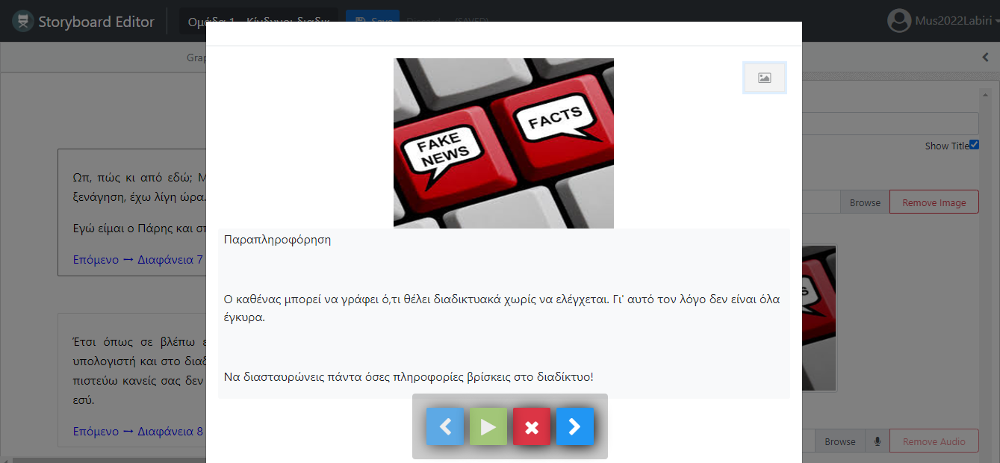 Storyboard Editor
Ομάδα 1 - Κίνδυνοι διαδικ
Save
Discard
(SAVED)
Mus2022Labiri
Grap
FAKE
NEWS
FACTS
Show Title
Ωπ, πώς κι από εδώ; Μ
ξενάγηση, έχω λίγη ώρα.
Εγώ είμαι ο Πάρης και σπ
Επόμενο → Διαφάνεια 7
Browse
Remove Image
Παραπληροφόρηση
Ο καθένας μπορεί να γράφει ό,τι θέλει διαδικτυακά χωρίς να ελέγχεται. Γι' αυτό τον λόγο δεν είναι όλα
έγκυρα.
Έτσι όπως σε βλέπω ε
υπολογιστή και στο διαδ
πιστεύω κανείς σας δεν
εσύ.
Επόμενο → Διαφάνεια 8
Να διασταυρώνεις πάντα όσες πληροφορίες βρίσκεις στο διαδίκτυο!
Browse
Remove Audio